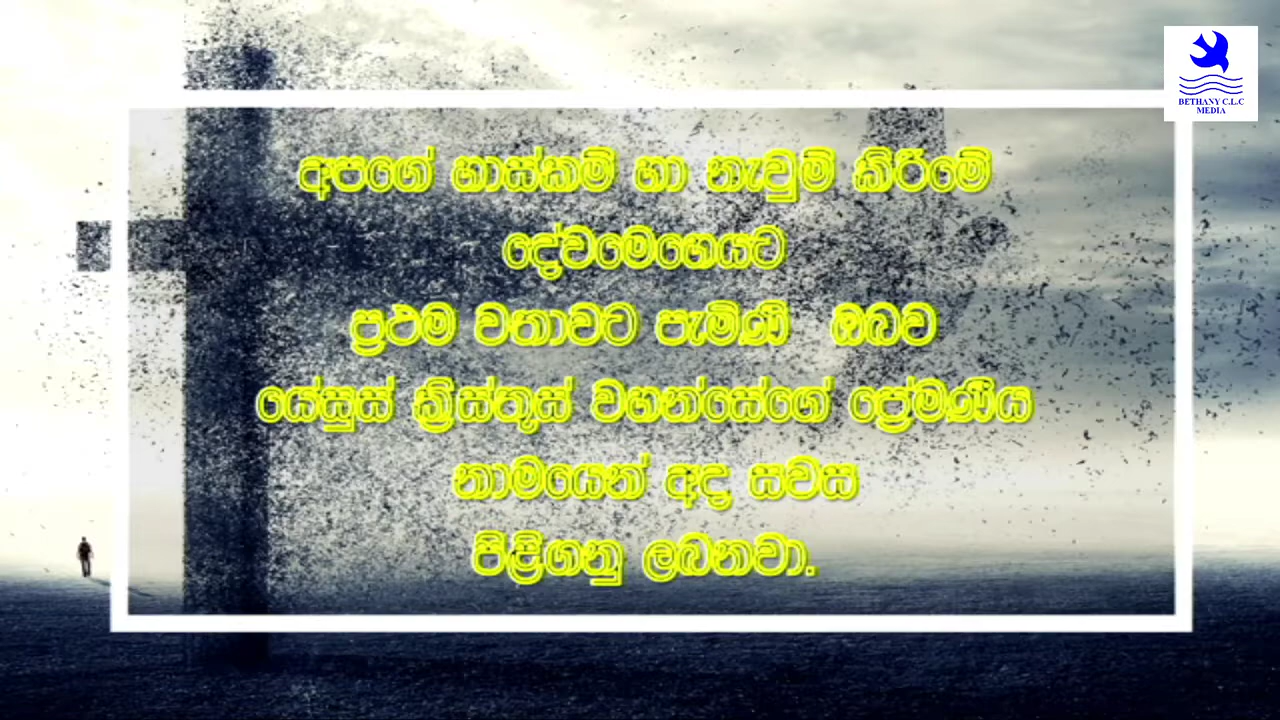 BETHANY C.L.C
MEDIA
අපගේ හාස්කම් හා නැවුම් කිරීමේ
දේවමෙහෙයට
ප්‍රථම වතාවට පැමිණි ඔබව
යේසුස් ක්‍රිස්තූස් වහන්සේගේ ප්‍රේමණීය
නාමයෙන් අද සවස
පිළිගනු ලබනවා.